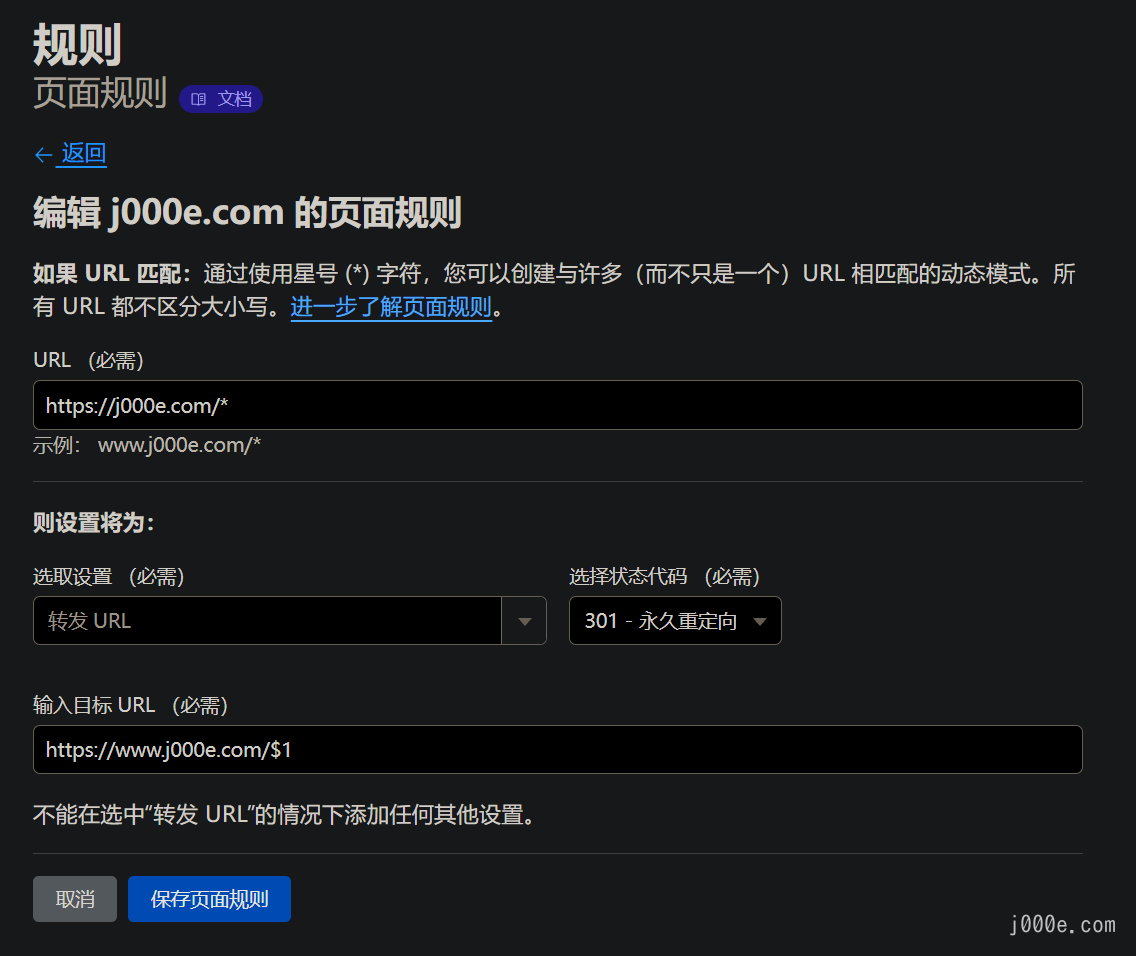 规则
页面规则 文档
← 返回
编辑 j000e.com 的页面规则
如果 URL 匹配：通过使用星号 (*) 字符，您可以创建与许多（而不只是一个）URL 相匹配的动态模式。所
有 URL 都不区分大小写。进一步了解页面规则。
URL （必需）
https://j000e.com/*
示例： www.j000e.com/*
则设置将为：
选取设置 （必需） 选择状态代码 （必需）
转发 URL 301 - 永久重定向
输入目标 URL （必需）
https://www.j000e.com/$1
不能在选中“转发 URL”的情况下添加任何其他设置。
取消 保存页面规则
j000e.com